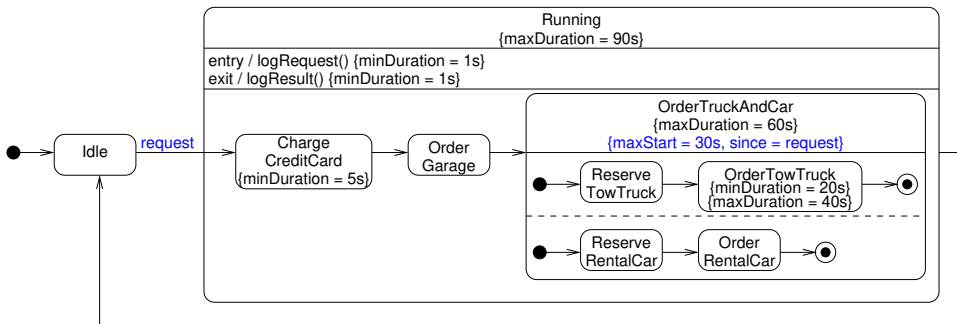 Running
{maxDuration = 90s}
entry / logRequest() {minDuration = 1s}
exit / logResult() {minDuration = 1s}
Idle
request
Charge
CreditCard
{minDuration = 5s}
Order
Garage
OrderTruckAndCar
{maxDuration = 60s}
{maxStart = 30s, since = request}
Reserve
TowTruck
OrderTowTruck
{minDuration = 20s}
{maxDuration = 40s}
Reserve
RentalCar
Order
RentalCar